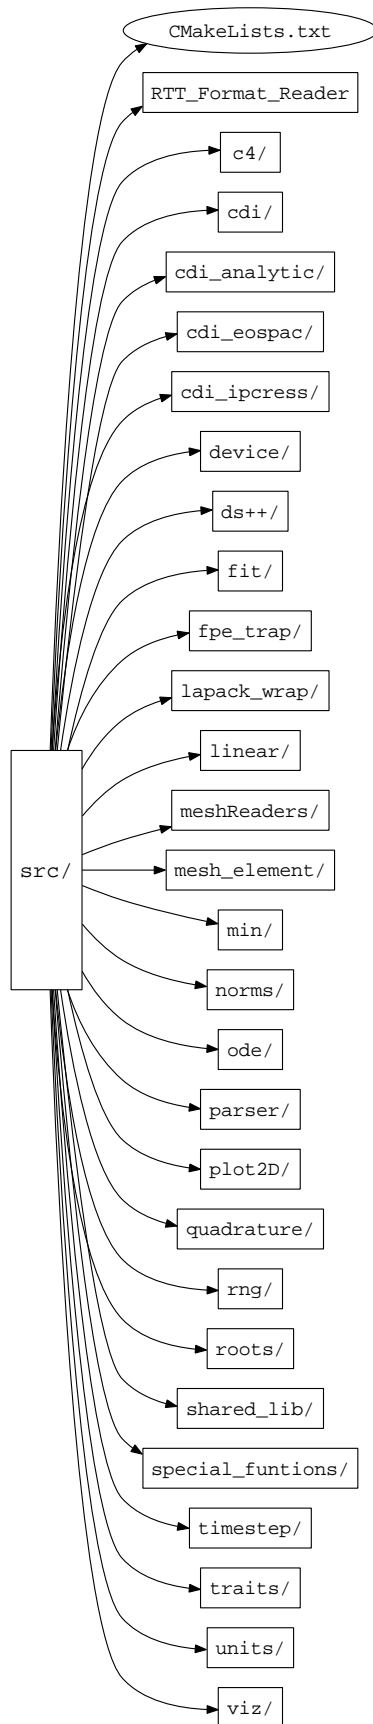 CMakeLists.txt
RTT_Format_Reader
c4/
cdi/
cdi_analytic/
cdi_eospac/
cdi_ipcress/
device/
ds++/
fit/
fpe_trap/
lapack_wrap/
linear/
meshReaders/
src/
mesh_element/
min/
norms/
ode/
parser/
plot2D/
quadrature/
rng/
roots/
shared_lib/
special_funtions/
timestep/
traits/
units/
viz/